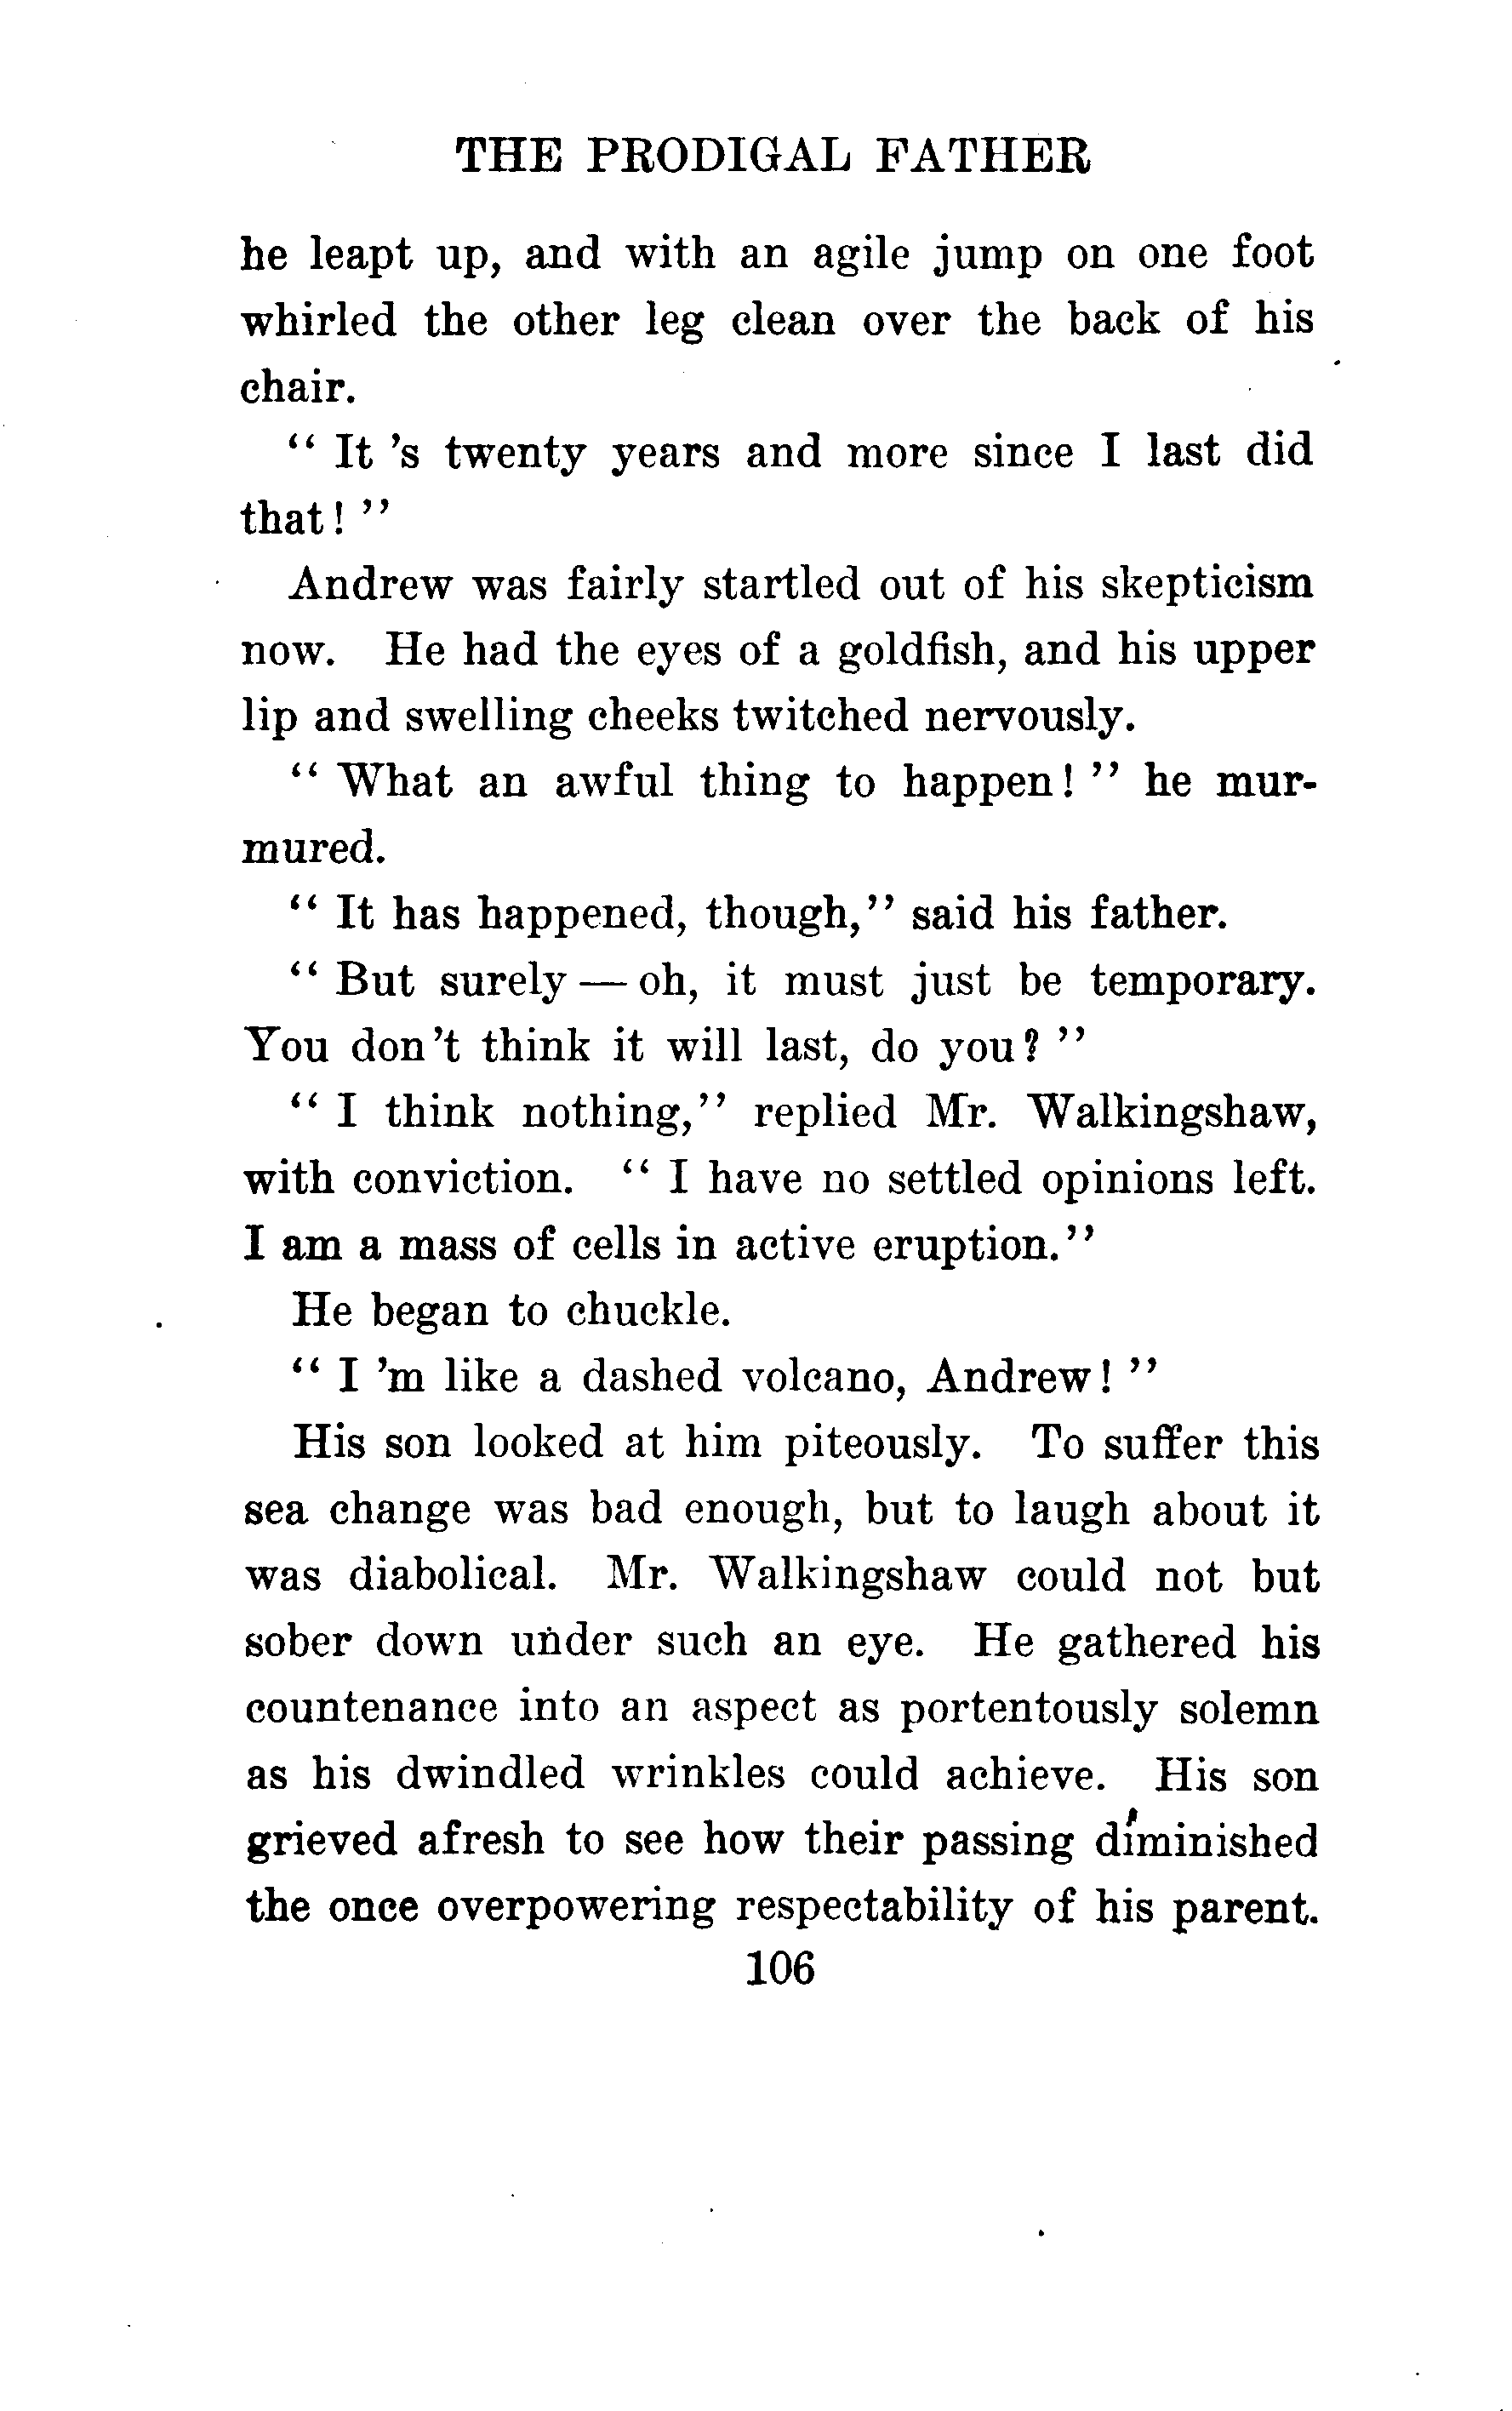 THE PRODIGAL FATHER
he leapt up, and with an agile jump on one foot
whirled the other leg clean over the back of his
chair.
“ It 's twenty years and more since I last did
that! ”
Andrew was fairly startled out of his skepticism
now. He had the eyes of a goldfish, and his upper
lip and swelling cheeks twitched nervously.
“ What an awful thing to happen! ” he mur-
mured.
“ It has happened, though,” said his father.
“ But surely — oh, it must just be temporary.
You don't think it will last, do you? ”
“ I think nothing,” replied Mr. Walkingshaw,
with conviction. “ I have no settled opinions left.
I am a mass of cells in active eruption.”
He began to chuckle.
“ I 'm like a dashed volcano, Andrew! ”
His son looked at him piteously. To suffer this
sea change was bad enough, but to laugh about it
was diabolical. Mr. Walkingshaw could not but
sober down under such an eye. He gathered his
countenance into an aspect as portentously solemn
as his dwindled wrinkles could achieve. His son
grieved afresh to see how their passing diminished
the once overpowering respectability of his parent.
106